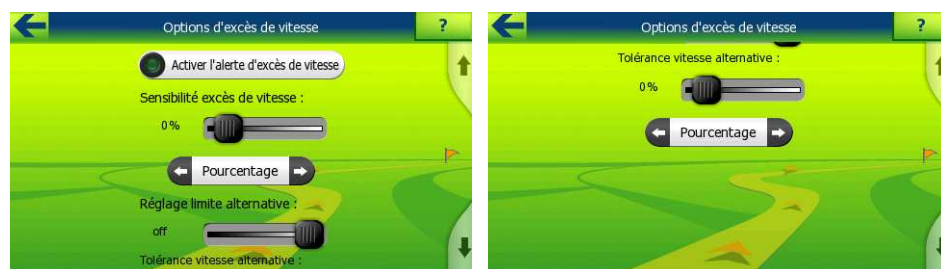 Options d'excès de vitesse
?
Activer l'alerte d'excès de vitesse
Sensibilité excès de vitesse :
0%
Pourcentage
Réglage limite alternative :
off
Tolérance vitesse alternative :
Options d'excès de vitesse
?
Tolérance vitesse alternative :
0%
Pourcentage